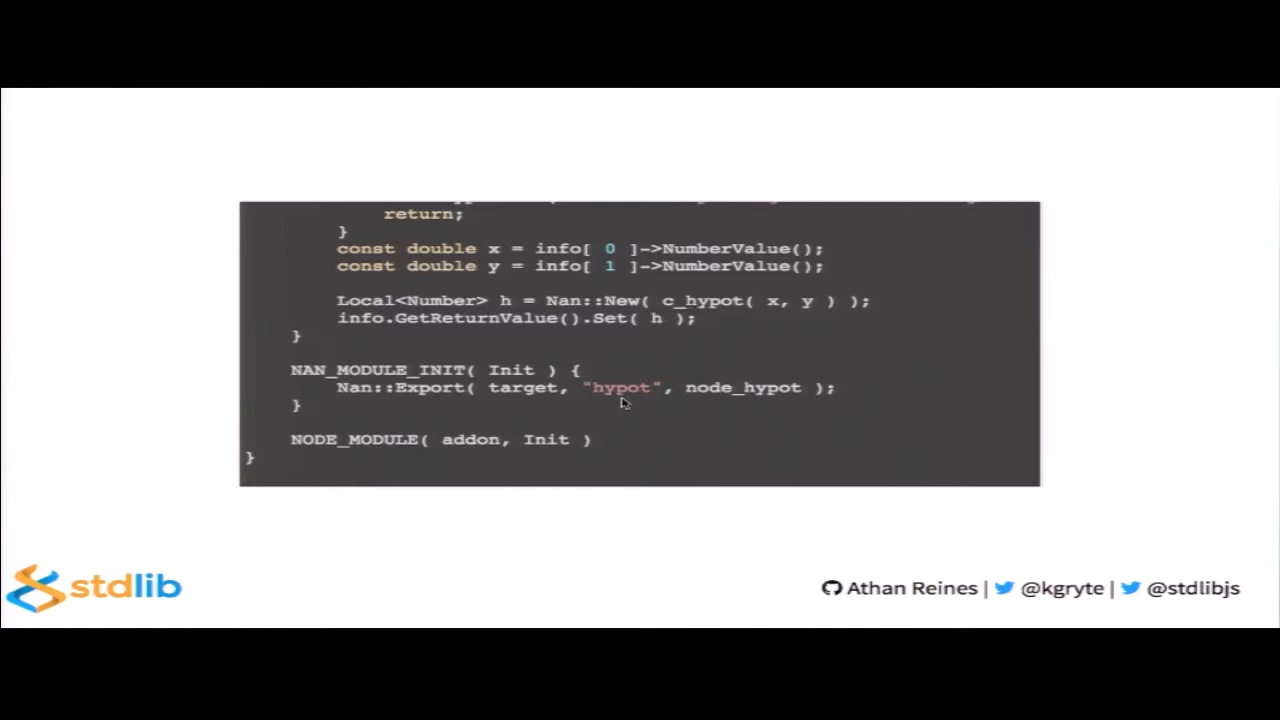 return;
}
const double x = info[ 0 ]->NumberValue();
const double y = info[ 1 ]->NumberValue();
Local<Number> h = Nan::New( c_hypot( x, y ) );
info.GetReturnValue().Set( h );
}
NAN_MODULE_INIT( Init ) {
Nan::Export( target, "hypot", node_hypot );
}
NODE_MODULE( addon, Init )
}
stdlib
Athan Reines | @kgryte | @stdlibjs